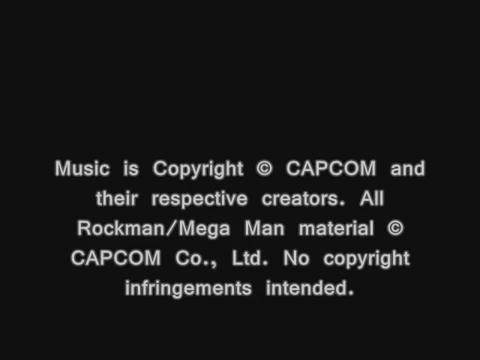 Music is Copyright © CAPCOM and
their respective creators. All
Rockman/Mega Man material ©
CAPCOM Co., Ltd. No copyright
infringements intended.